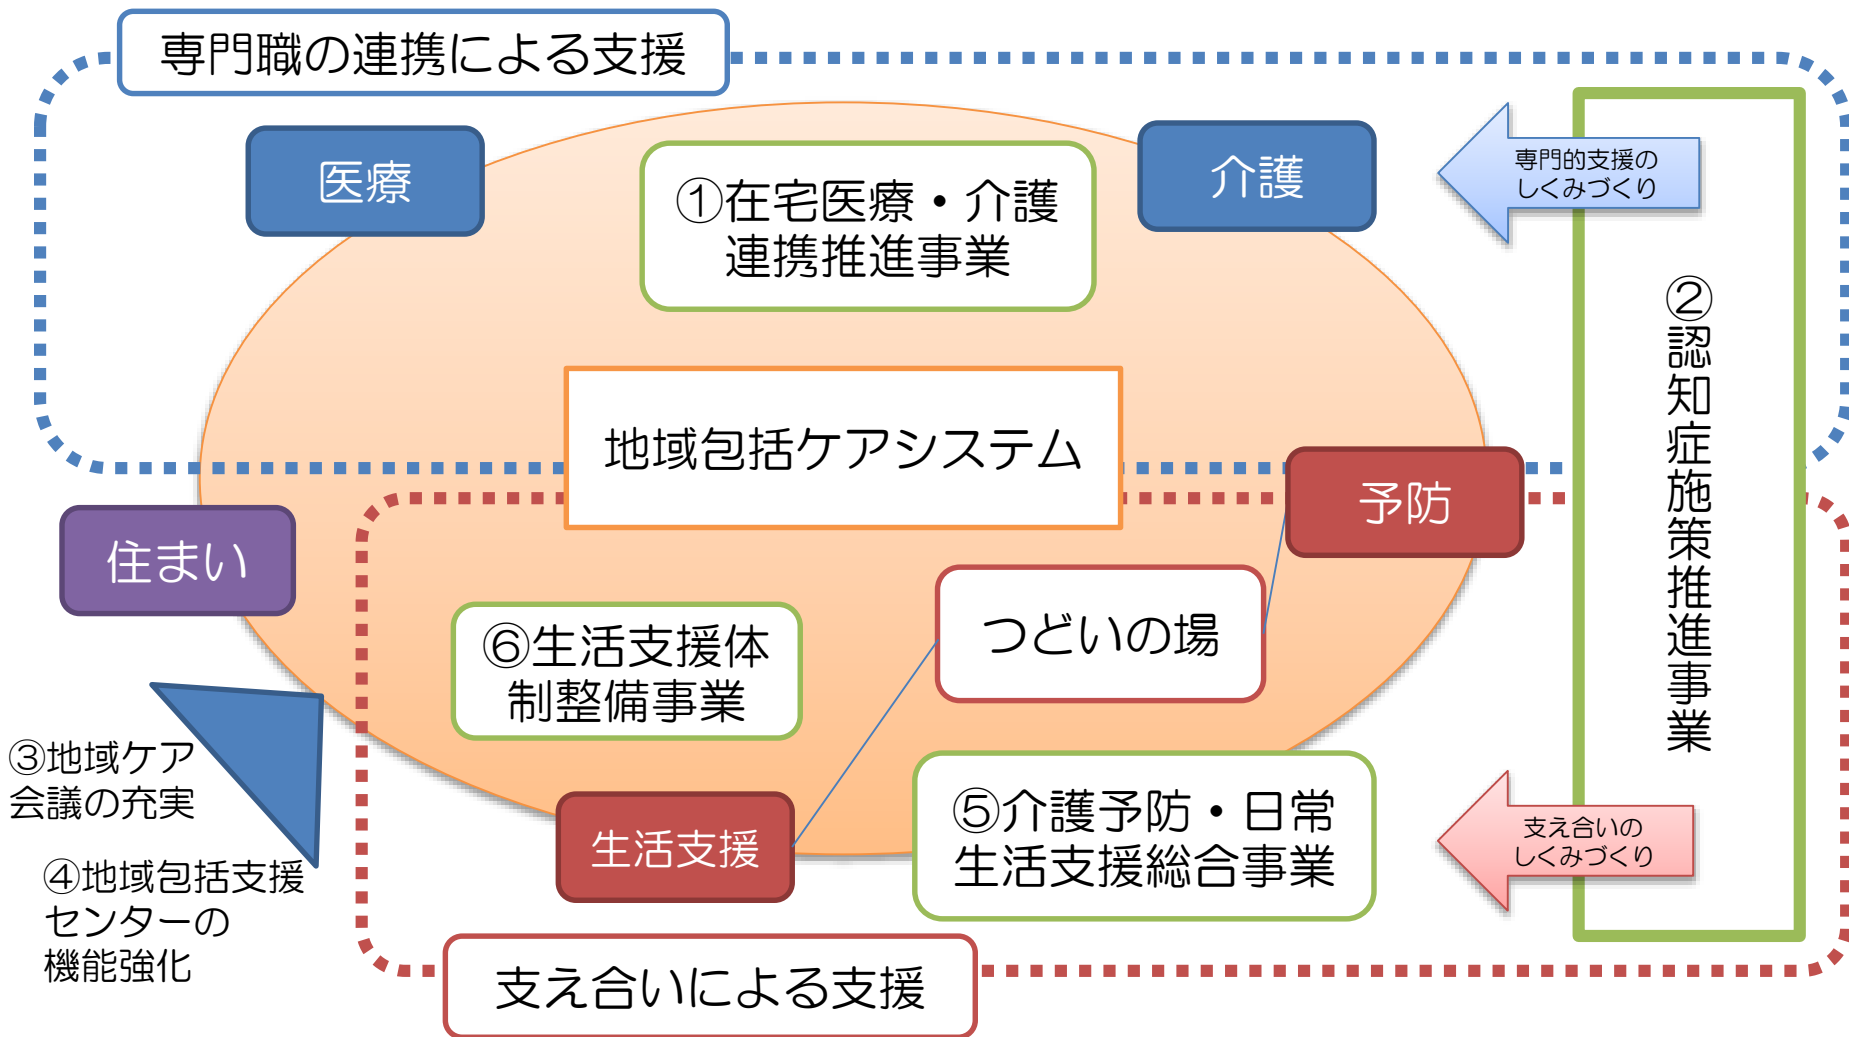 専門職の連携による支援
医療
①在宅医療・介護
連携推進事業
介護
専門的支援の
しくみづくり
②認知症施策推進事業
地域包括ケアシステム
予防
住まい
つどいの場
⑥生活支援体
制整備事業
③地域ケア
会議の充実
生活支援
⑤介護予防・日常
生活支援総合事業
支え合いの
しくみづくり
④地域包括支援
センターの
機能強化
支え合いによる支援